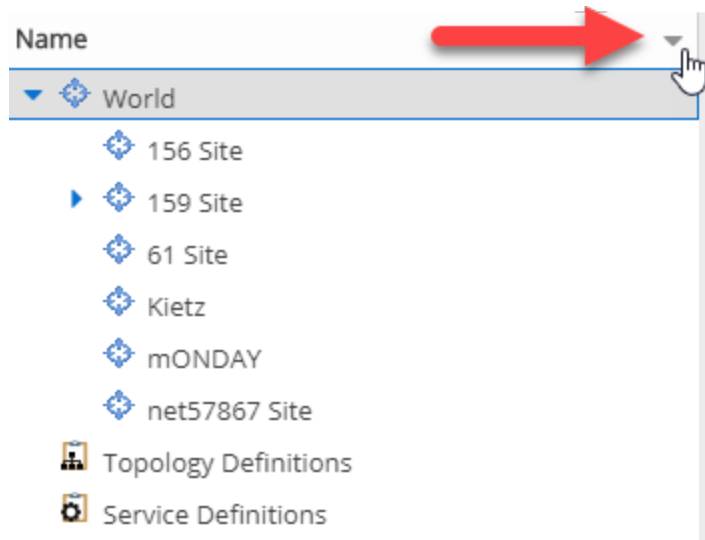 Name
World
156 Site
159 Site
61 Site
Kietz
mONDAY
net57867 Site
Topology Definitions
Service Definitions